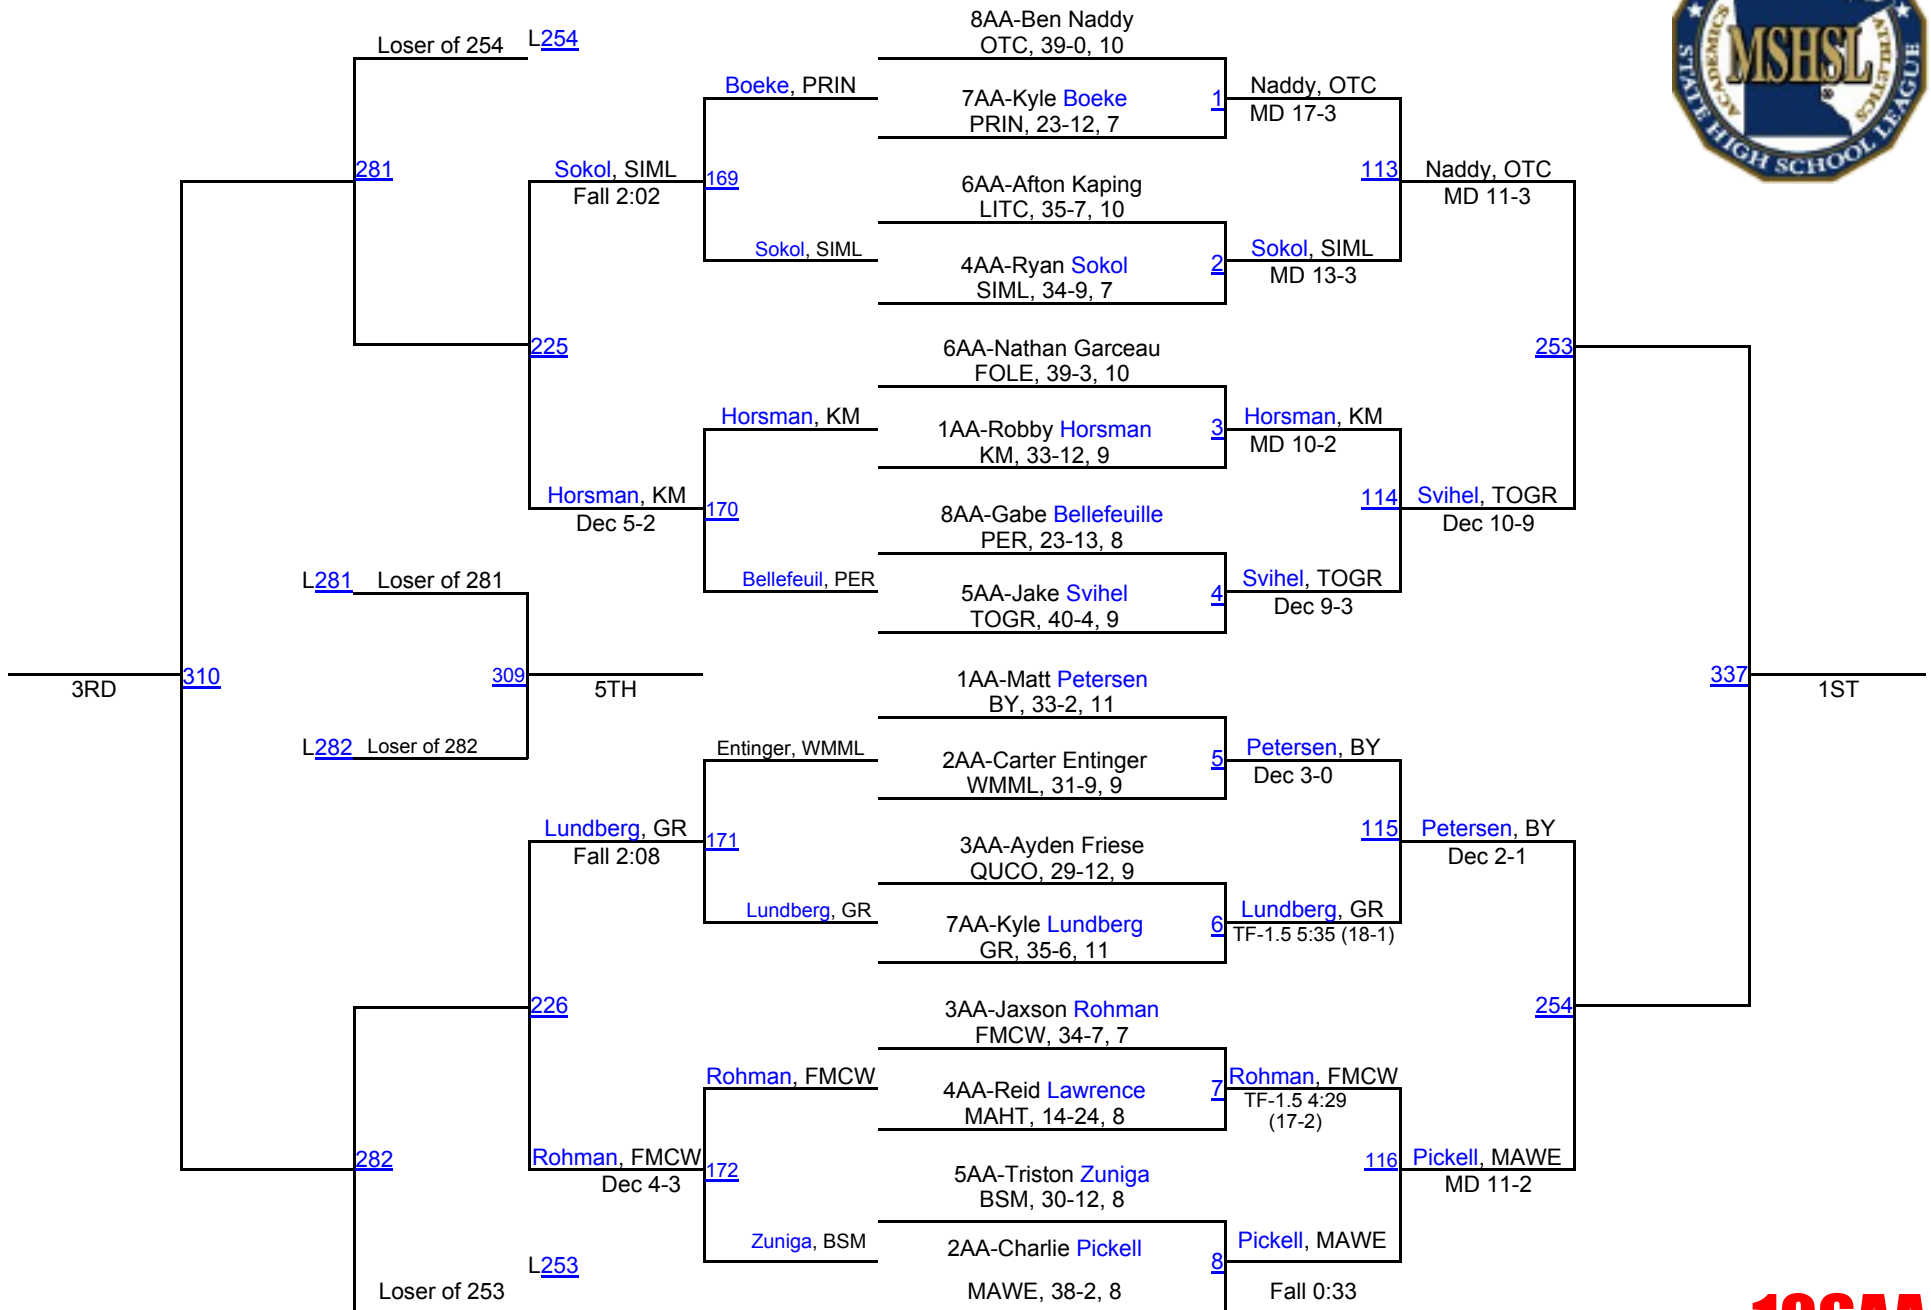 8AA-Ben Naddy
OTC, 39-0, 10
Loser of 254 L254
Boeke, PRIN
7AA-Kyle Boeke
PRIN, 23-12, 7
1
Naddy, OTC
MD 17-3
281
Sokol, SIML
Fall 2:02
169
6AA-Afton Kaping
LITC, 35-7, 10
113
Naddy, OTC
MD 11-3
Sokol, SIML
4AA-Ryan Sokol
SIML, 34-9, 7
2
Sokol, SIML
MD 13-3
225
6AA-Nathan Garceau
FOLE, 39-3, 10
253
Horsman, KM
1AA-Robby Horsman
KM, 33-12, 9
3
Horsman, KM
MD 10-2
Horsman, KM
Dec 5-2
170
8AA-Gabe Bellefeuille
PER, 23-13, 8
114
Svihel, TOGR
Dec 10-9
L281 Loser of 281
Bellefeuil, PER
5AA-Jake Svihel
TOGR, 40-4, 9
4
Svihel, TOGR
Dec 9-3
3RD
310
309
5TH
1AA-Matt Petersen
BY, 33-2, 11
337
1ST
L282 Loser of 282
Entinger, WMML
2AA-Carter Entinger
WMML, 31-9, 9
5
Petersen, BY
Dec 3-0
Lundberg, GR
Fall 2:08
171
3AA-Ayden Friese
QUCO, 29-12, 9
115
Petersen, BY
Dec 2-1
Lundberg, GR
7AA-Kyle Lundberg
GR, 35-6, 11
6
Lundberg, GR
TF-1.5 5:35 (18-1)
226
3AA-Jaxson Rohman
FMCW, 34-7, 7
254
Rohman, FMCW
4AA-Reid Lawrence
MAHT, 14-24, 8
7
Rohman, FMCW
TF-1.5 4:29
(17-2)
282
Rohman, FMCW
Dec 4-3
172
5AA-Triston Zuniga
BSM, 30-12, 8
116
Pickell, MAWE
MD 11-2
Zuniga, BSM
2AA-Charlie Pickell
MAWE, 38-2, 8
8
Pickell, MAWE
Fall 0:33
L253
Loser of 253
ACADEMICS
ATHLETICS
MSHSL
®
STATE HIGH SCHOOL LEAGUE